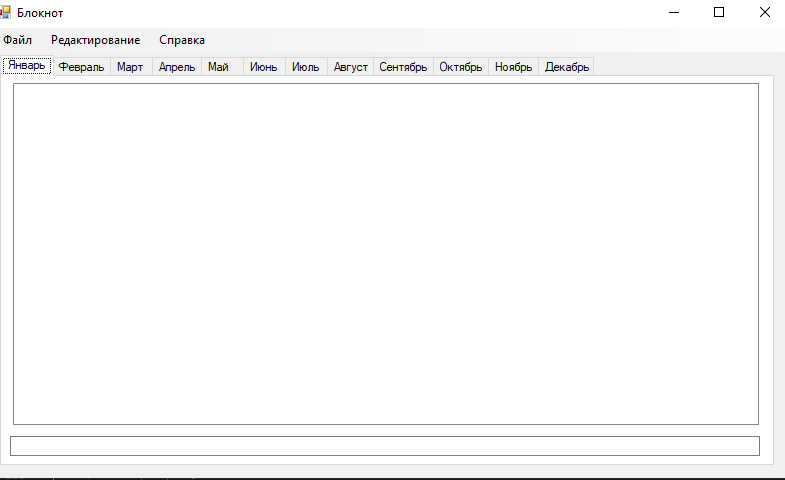 Блокнот
Файл Редактирование Справка
Январь Февраль Март Апрель Май Июнь Июль Август Сентябрь Октябрь Ноябрь Декабрь